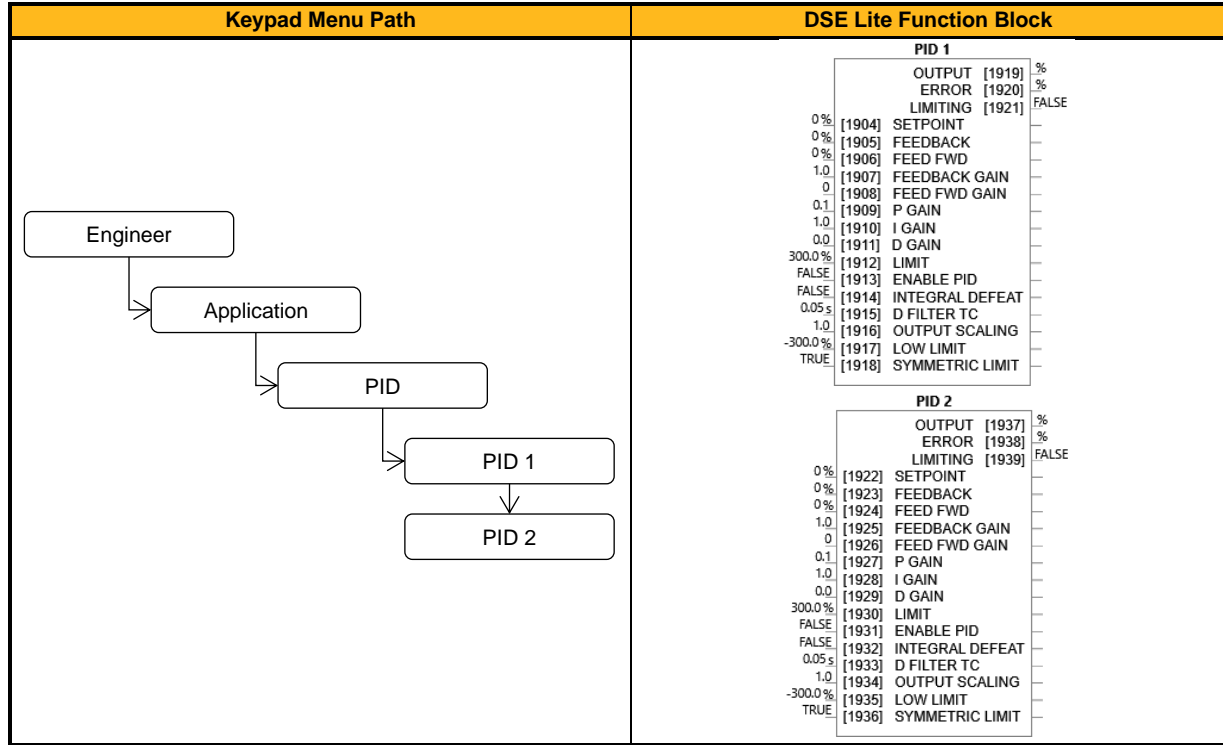 Keypad Menu Path
DSE Lite Function Block
Engineer
Application
PID
PID 1
PID 2
PID 1
OUTPUT [1919] %
ERROR [1920] %
LIMITING [1921] FALSE
0% [1904] SETPOINT
0% [1905] FEEDBACK
0% [1906] FEED FWD
1.0 [1907] FEEDBACK GAIN
0 [1908] FEED FWD GAIN
0.1 [1909] P GAIN
1.0 [1910] I GAIN
0.0 [1911] D GAIN
300.0% [1912] LIMIT
FALSE [1913] ENABLE PID
FALSE [1914] INTEGRAL DEFEAT
0.05 s [1915] D FILTER TC
1.0 [1916] OUTPUT SCALING
-300.0% [1917] LOW LIMIT
TRUE [1918] SYMMETRIC LIMIT
PID 2
OUTPUT [1937] %
ERROR [1938] %
LIMITING [1939] FALSE
0% [1922] SETPOINT
0% [1923] FEEDBACK
0% [1924] FEED FWD
1.0 [1925] FEEDBACK GAIN
0 [1926] FEED FWD GAIN
0.1 [1927] P GAIN
1.0 [1928] I GAIN
0.0 [1929] D GAIN
300.0% [1930] LIMIT
FALSE [1931] ENABLE PID
FALSE [1932] INTEGRAL DEFEAT
0.05 s [1933] D FILTER TC
1.0 [1934] OUTPUT SCALING
-300.0% [1935] LOW LIMIT
TRUE [1936] SYMMETRIC LIMIT